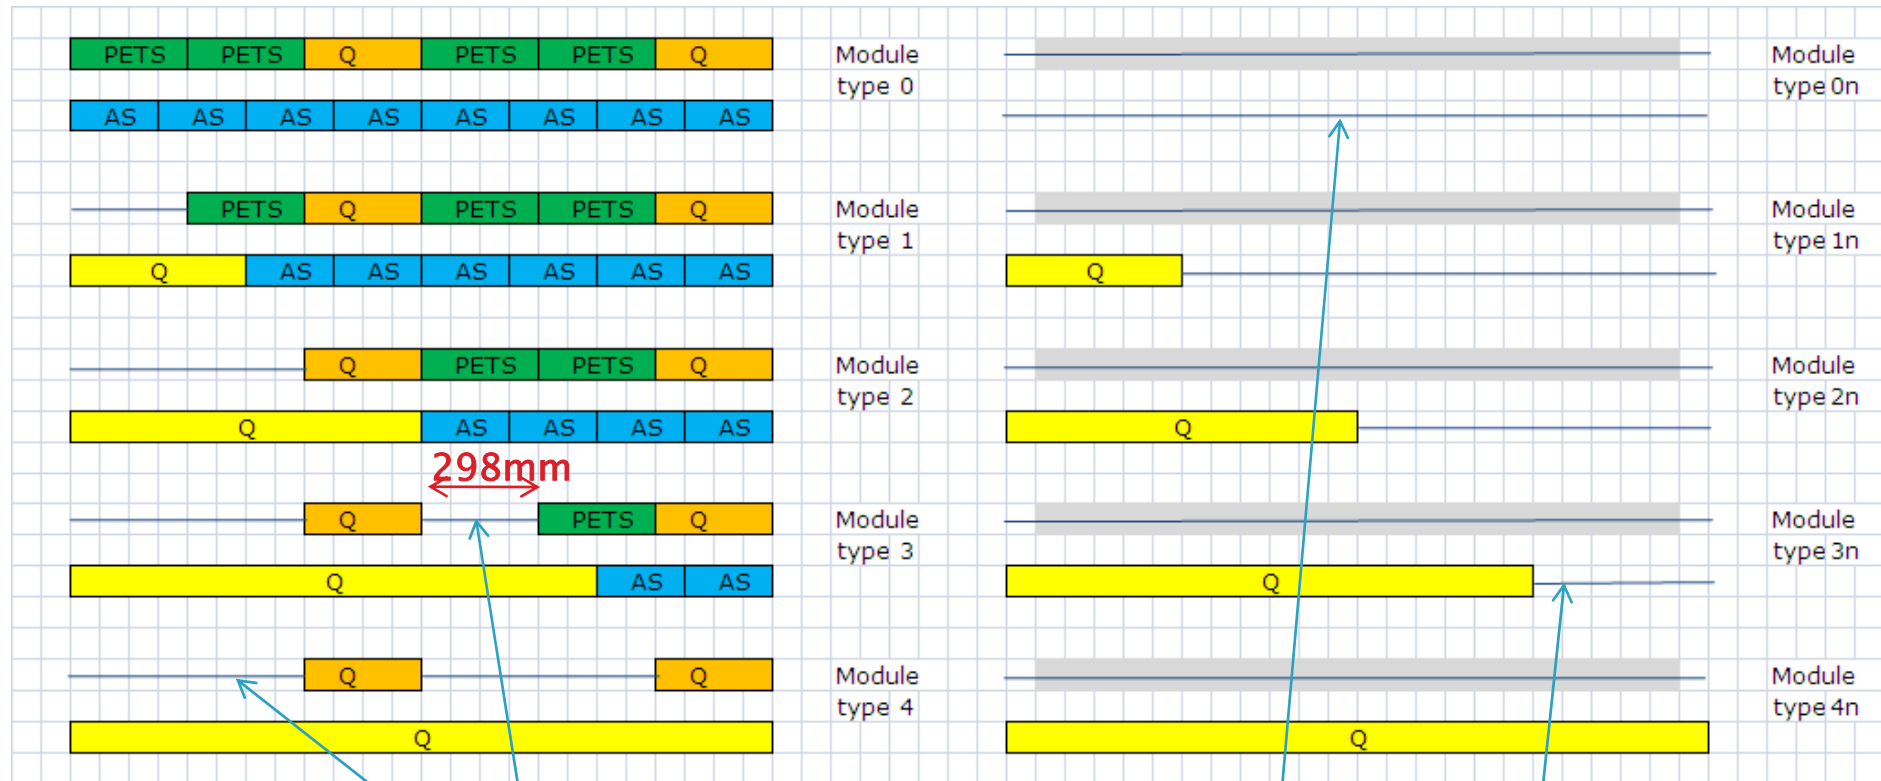 PETS PETS Q PETS PETS Q Module Module
type 0 type 0n
AS AS AS AS AS AS AS AS
PETS Q PETS PETS Q Module Module
type 1 type 1n
Q AS AS AS AS AS AS Q
Q PETS PETS Q Module Module
type 2 type 2n
Q AS AS AS AS Q
298mm
Q PETS Q Module Module
type 3 type 3n
Q AS AS Q
Q Q Module Module
type 4 type 4n
Q Q